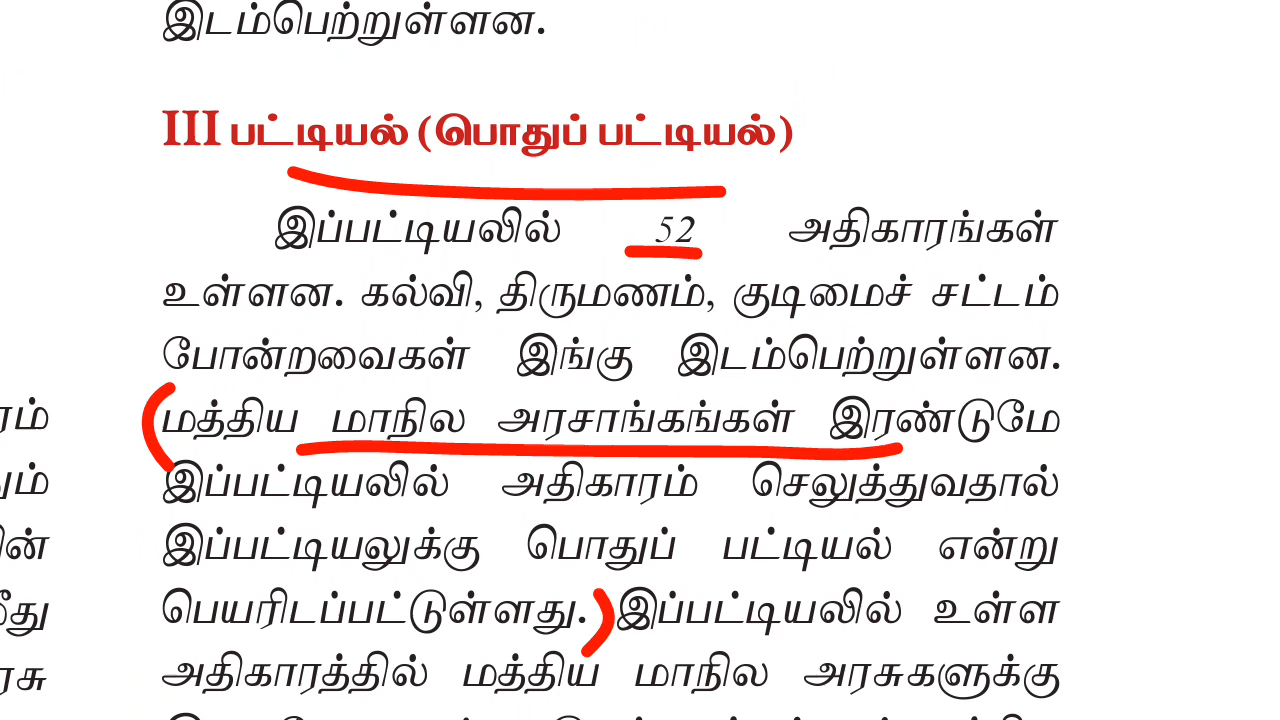 இடம்பெற்றுள்ளன.
III பட்டியல் (பொதுப் பட்டியல்)
இப்பட்டியலில் 52 அதிகாரங்கள்
உள்ளன. கல்வி, திருமணம், குடிமைச் சட்டம்
போன்றவைகள் இங்கு இடம்பெற்றுள்ளன.
மத்திய மாநில அரசாங்கங்கள் இரண்டுமே
இப்பட்டியலில் அதிகாரம் செலுத்துவதால்
இப்பட்டியலுக்கு பொதுப் பட்டியல் என்று
பெயரிடப்பட்டுள்ளது. இப்பட்டியலில் உள்ள
அதிகாரத்தில் மத்திய மாநில அரசுகளுக்கு